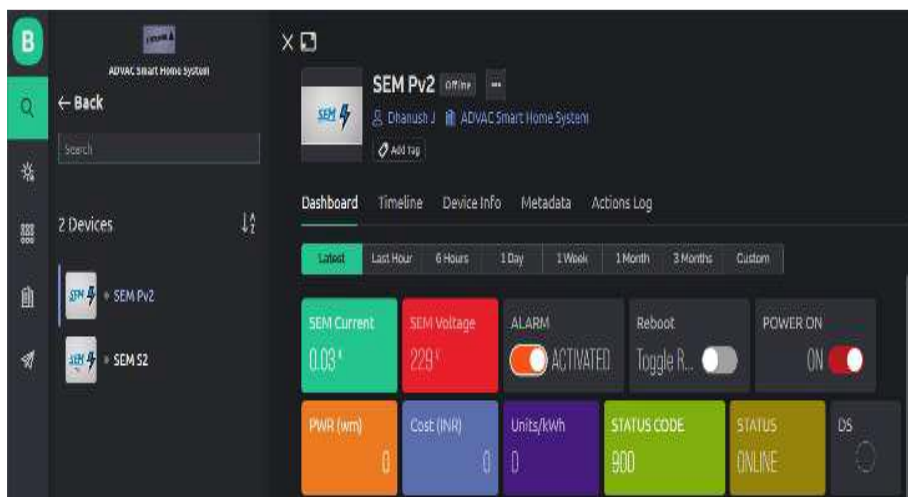 B
ADVAC Smart Home System
← Back
Search
2 Devices
SEM
SEM Pv2
SEM
SEM S2
SEM
SEM Pv2
Offline
Dhanush J
ADVAC Smart Home System
Add Tag
Dashboard Timeline Device Info Metadata Actions Log
Latest Last Hour 6 Hours 1 Day 1 Week 1 Month 3 Months Custom
SEM Current
0.03
SEM Voltage
229 V
ALARM
ACTIVATED
Reboot
Toggle R...
POWER ON
ON
PWR (wm)
0
Cost (INR)
0
Units/kWh
0
STATUS CODE
900
STATUS
ONLINE
DS